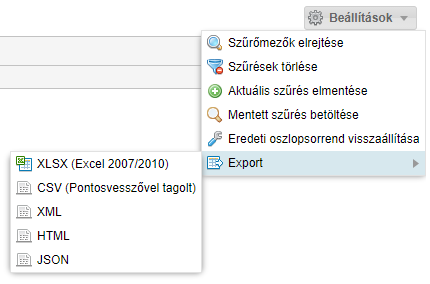 Beállítások
Szűrőmezők elrejtése
Szűrések törlése
Aktuális szűrés elmentése
Mentett szűrés betöltése
Eredeti oszlopsorrend visszaállítása
Export
XLSX (Excel 2007/2010)
CSV (Pontosvesszővel tagolt)
XML
HTML
JSON